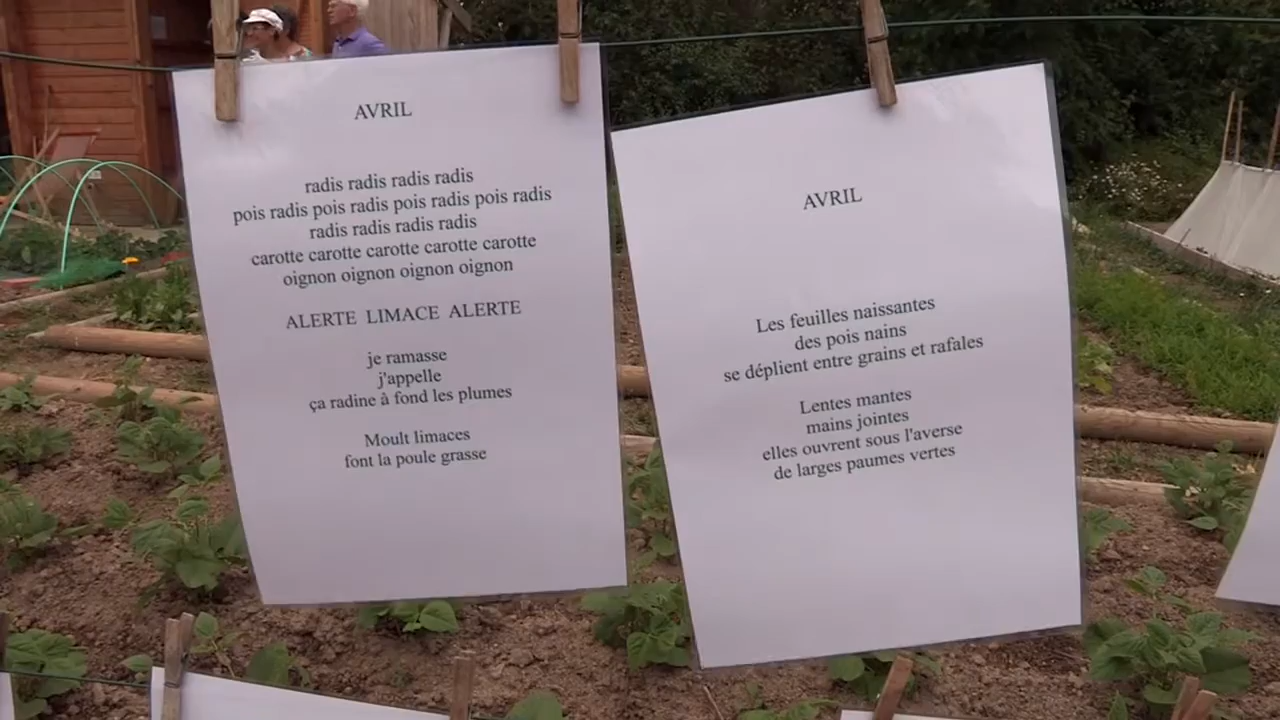 AVRIL
radis radis radis radis
pois radis pois radis pois radis pois radis
radis radis radis radis
carotte carotte carotte carotte carotte
oignon oignon oignon oignon
ALERTE LIMACE ALERTE
je ramasse
j'appelle
ça radine à fond les plumes
Moult limaces
font la poule grasse
AVRIL
Les feuilles naissantes
des pois nains
se déplient entre grains et rafales
Lentes mantes
mains jointes
elles ouvrent sous l'averse
de larges paumes vertes